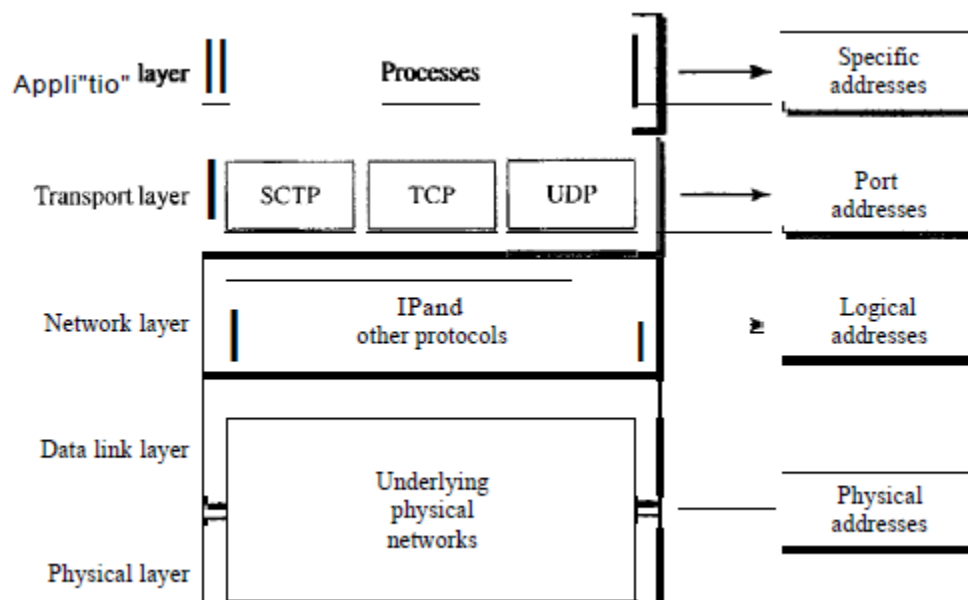 Appli"tio" layer
Processes
Specific
addresses
Transport layer
SCTP
TCP
UDP
Port
addresses
Network layer
IPand
other protocols
Logical
addresses
Data link layer
Underlying
physical
networks
Physical
addresses
Physical layer